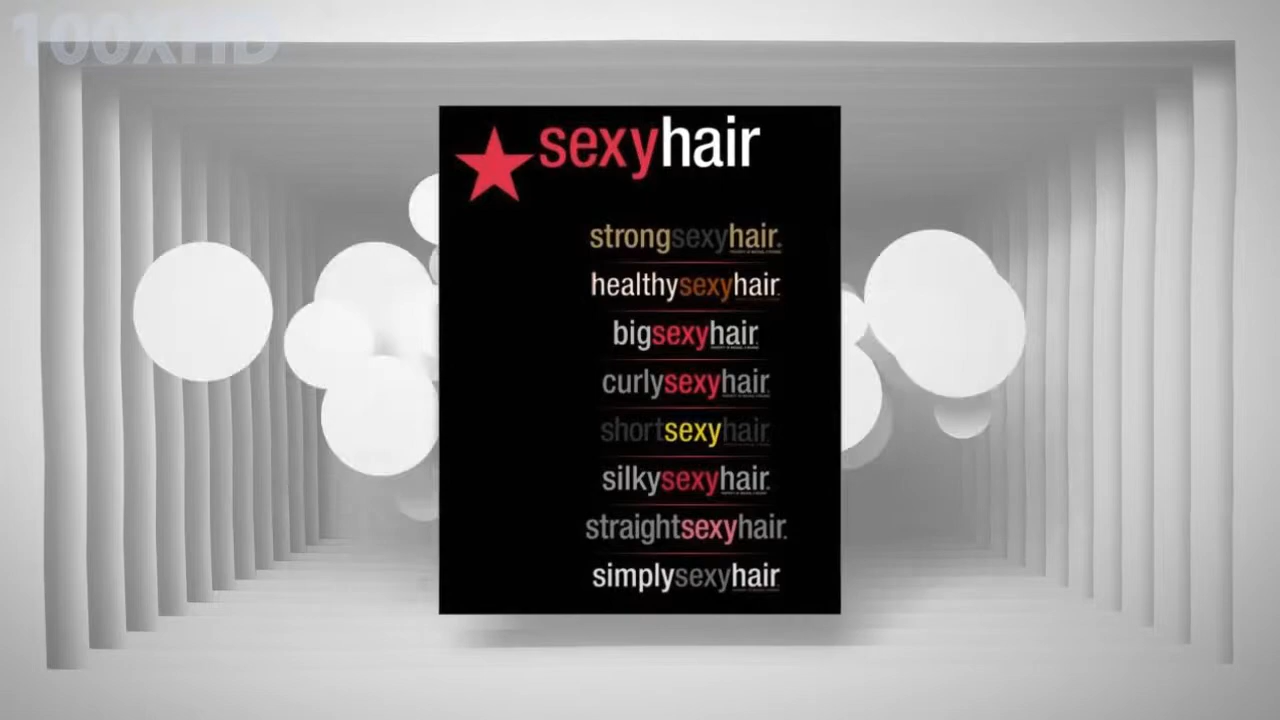 100XHD
sexyhair
strongsexyhair.
healthysexyhair.
bigsexyhair.
curlysexyhair.
shortsexyhair.
silkysexyhair.
straightsexyhair.
simplysexyhair.